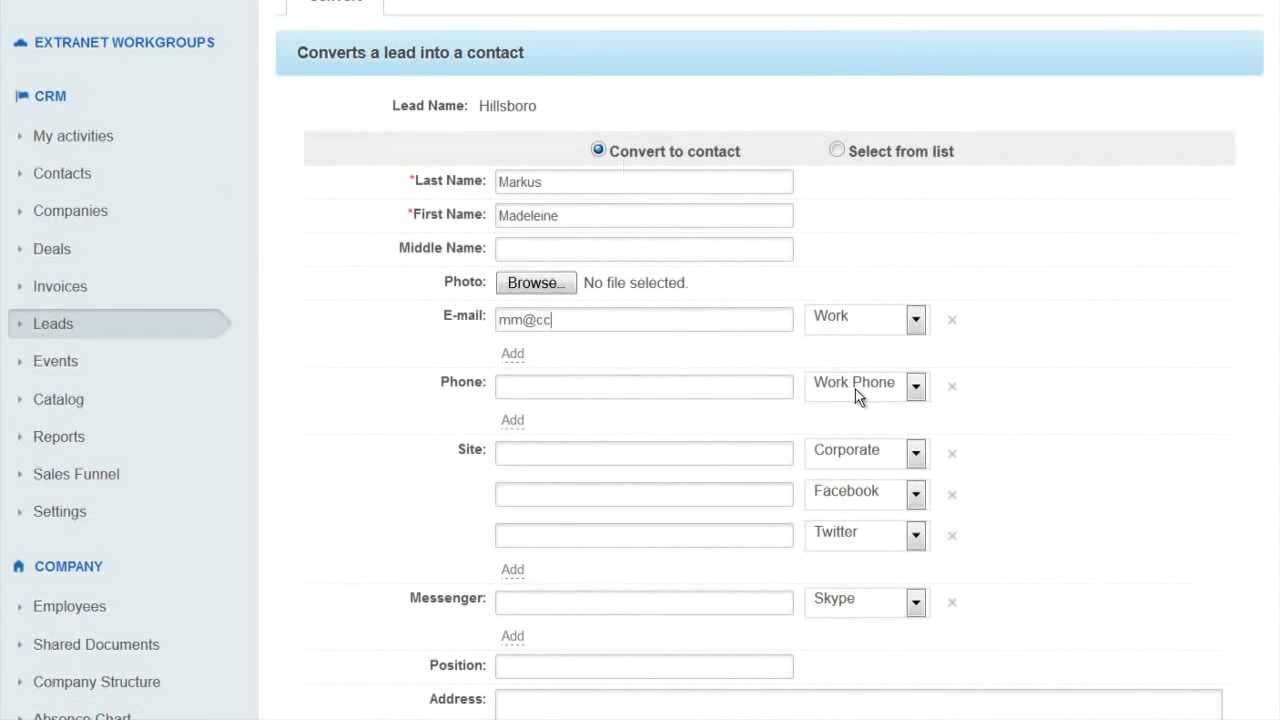 EXTRANET WORKGROUPS
CRM
My activities
Contacts
Companies
Deals
Invoices
Leads
Events
Catalog
Reports
Sales Funnel
Settings
COMPANY
Employees
Shared Documents
Company Structure
Absence Chart
Convert
Converts a lead into a contact
Lead Name: Hillsboro
Convert to contact Select from list
*Last Name: Markus
*First Name: Madeleine
Middle Name:
Photo: Browse... No file selected.
E-mail: mm@cc Work
Add
Phone: Work Phone
Add
Site: Corporate
Facebook
Twitter
Add
Messenger: Skype
Add
Position:
Address: